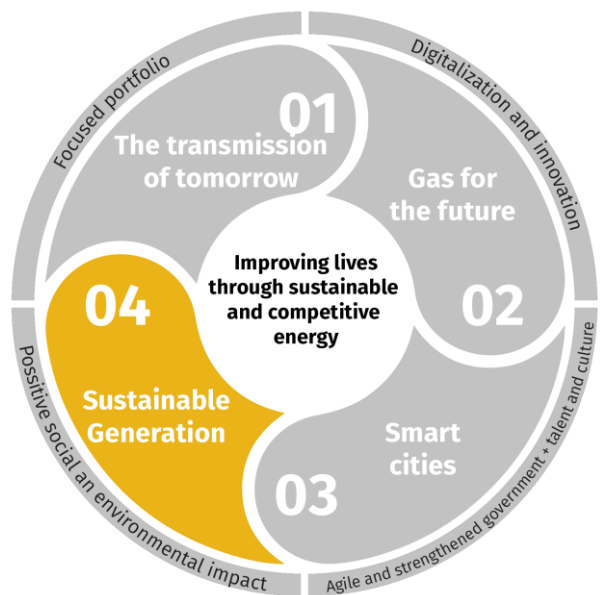 Focused portfolio
Digitalization and innovation
01
The transmission
of tomorrow
Gas for
the future
Improving lives
through sustainable
and competitive
energy
04
02
Sustainable
Generation
Smart
cities
03
Possitive social an environmental impact
Agile and strengthened government + talent and culture